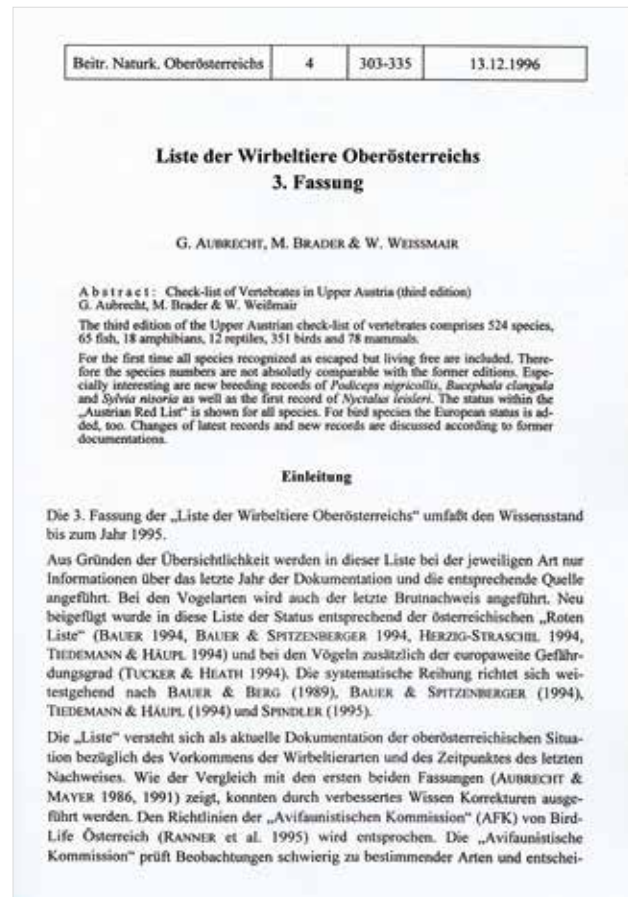 Beitr. Naturk. Oberösterreichs 4 303-335 13.12.1996
Liste der Wirbeltiere Oberösterreichs
3. Fassung
G. AUBRECHT, M. BRADER & W. WEISSMAIR
Abstract: Check-list of Vertebrates in Upper Austria (third edition)
G. Aubrecht, M. Brader & W. Weißmair
The third edition of the Upper Austrian check-list of vertebrates comprises 524 species,
65 fish, 18 amphibians, 12 reptiles, 351 birds and 78 mammals.
For the first time all species recognized as escaped but living free are included. There-
fore the species numbers are not absolutly comparable with the former editions. Espe-
cially interesting are new breeding records of Podiceps nigricollis, Bucephala clangula
and Sylvia nisoria as well as the first record of Nyctalus leisleri. The status within the
„Austrian Red List" is shown for all species. For bird species the European status is ad-
ded, too. Changes of latest records and new records are discussed according to former
documentations.
Einleitung
Die 3. Fassung der „Liste der Wirbeltiere Oberösterreichs" umfaßt den Wissensstand
bis zum Jahr 1995.
Aus Gründen der Übersichtlichkeit werden in dieser Liste bei der jeweiligen Art nur
Informationen über das letzte Jahr der Dokumentation und die entsprechende Quelle
angeführt. Bei den Vogelarten wird auch der letzte Brutnachweis angeführt. Neu
beigefügt wurde in diese Liste der Status entsprechend der österreichischen „Roten
Liste" (BAUER 1994, BAUER & SPITZENBERGER 1994, HERZIG-STRASCHIL 1994,
TIEDEMANN & HÄUPL 1994) und bei den Vögeln zusätzlich der europaweite Gefähr-
dungsgrad (TUCKER & HEATH 1994). Die systematische Reihung richtet sich wei-
testgehend nach BAUER & BERG (1989), BAUER & SPITZENBERGER (1994),
TIEDEMANN & HÄUPL (1994) und SPINDLER (1995).
Die „Liste" versteht sich als aktuelle Dokumentation der oberösterreichischen Situa-
tion bezüglich des Vorkommens der Wirbeltierarten und des Zeitpunktes des letzten
Nachweises. Wie der Vergleich mit den ersten beiden Fassungen (AUBRECHT &
MAYER 1986, 1991) zeigt, konnten durch verbessertes Wissen Korrekturen ausge-
führt werden. Den Richtlinien der „Avifaunistischen Kommission" (AFK) von Bird-
Life Österreich (RANNER et al. 1995) wird entsprochen. Die „Avifaunistische
Kommission" prüft Beobachtungen schwierig zu bestimmender Arten und entschei-